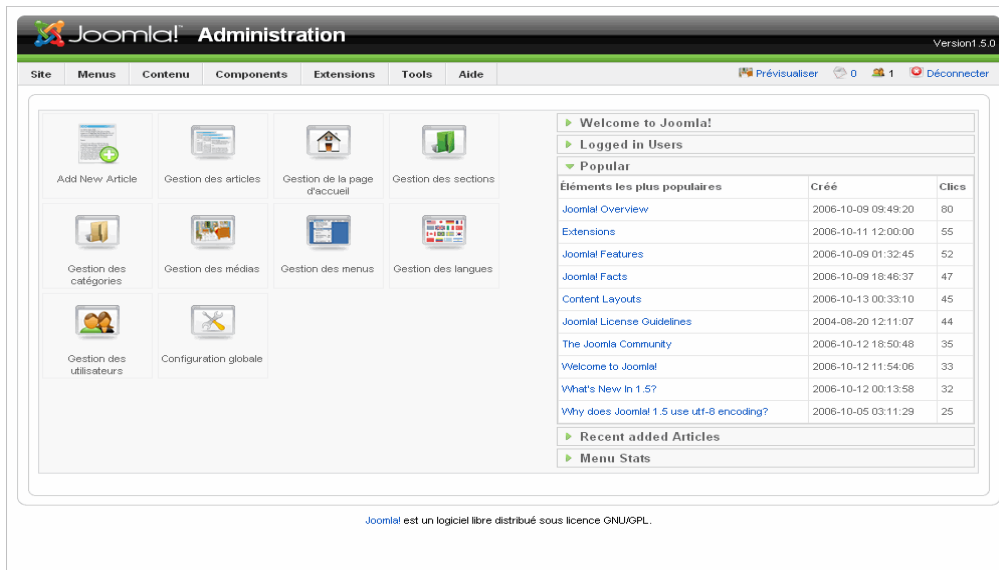 Joomla! Administration
Version1.5.0
Site Menus Contenu Components Extensions Tools Aide Prévisualiser 0 1 Déconnecter
Add New Article Gestion des articles Gestion de la page d'accueil Gestion des sections
Gestion des catégories Gestion des médias Gestion des menus Gestion des langues
Gestion des utilisateurs Configuration globale
Welcome to Joomla!
Logged in Users
Popular
Éléments les plus populaires Créé Clics
Joomla! Overview 2006-10-09 09:49:20 80
Extensions 2006-10-11 12:00:00 55
Joomla! Features 2006-10-09 01:32:45 52
Joomla! Facts 2006-10-09 18:46:37 47
Content Layouts 2006-10-13 00:33:10 45
Joomla! License Guidelines 2004-08-20 12:11:07 44
The Joomla Community 2006-10-12 18:50:48 35
Welcome to Joomla! 2006-10-12 11:54:06 33
What's New In 1.5? 2006-10-12 00:13:58 32
Why does Joomla! 1.5 use utf-8 encoding? 2006-10-05 03:11:29 25
Recent added Articles
Menu Stats
Joomla! est un logiciel libre distribué sous licence GNU/GPL.